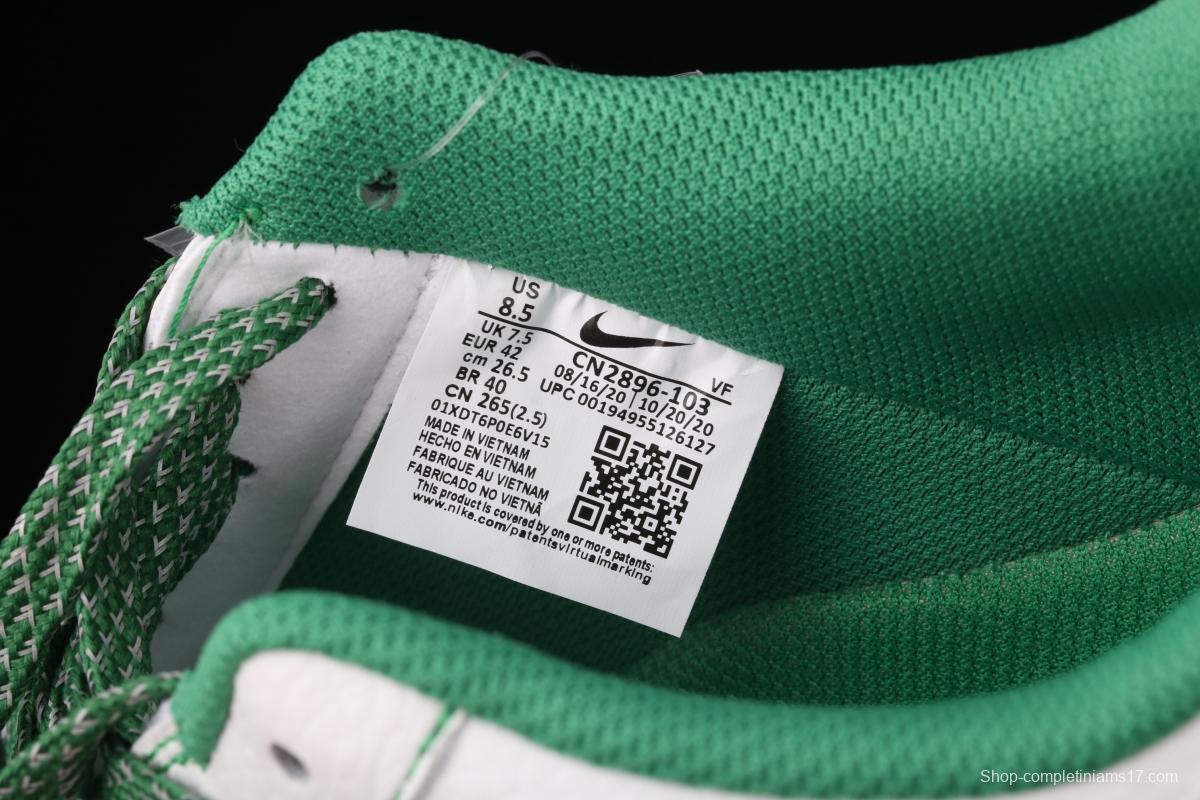 US
8.5
UK 7.5
EUR 42
cm 26.5
BR 40
CN 265(2.5)
01XDT6P0E6V15
MADE IN VIETNAM
HECHO EN VIETNAM
FABRIQUE AU VIETNAM
FABRICADO NO VIETNÃ
This product is covered by one or more patents:
www.nike.com/patentsvirtualmarking
CN2896-103 VF
08/16/20 | 10/20/20
UPC 00194955126127
Shop-completiniams17.com